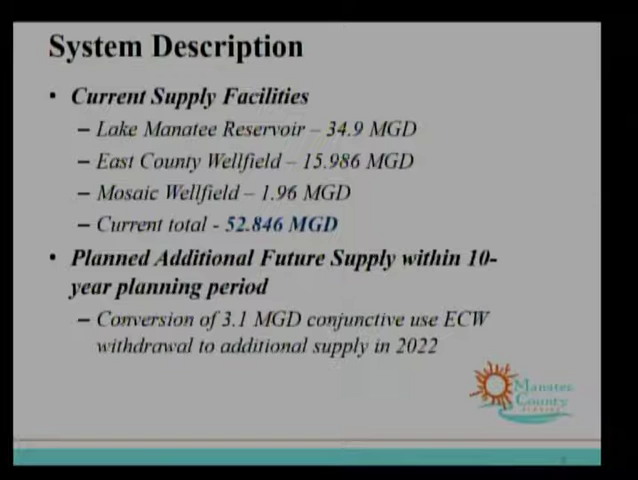 System Description
• Current Supply Facilities
– Lake Manatee Reservoir – 34.9 MGD
– East County Wellfield – 15.986 MGD
– Mosaic Wellfield – 1.96 MGD
– Current total - 52.846 MGD
• Planned Additional Future Supply within 10-
year planning period
– Conversion of 3.1 MGD conjunctive use ECW
withdrawal to additional supply in 2022
Manatee
County